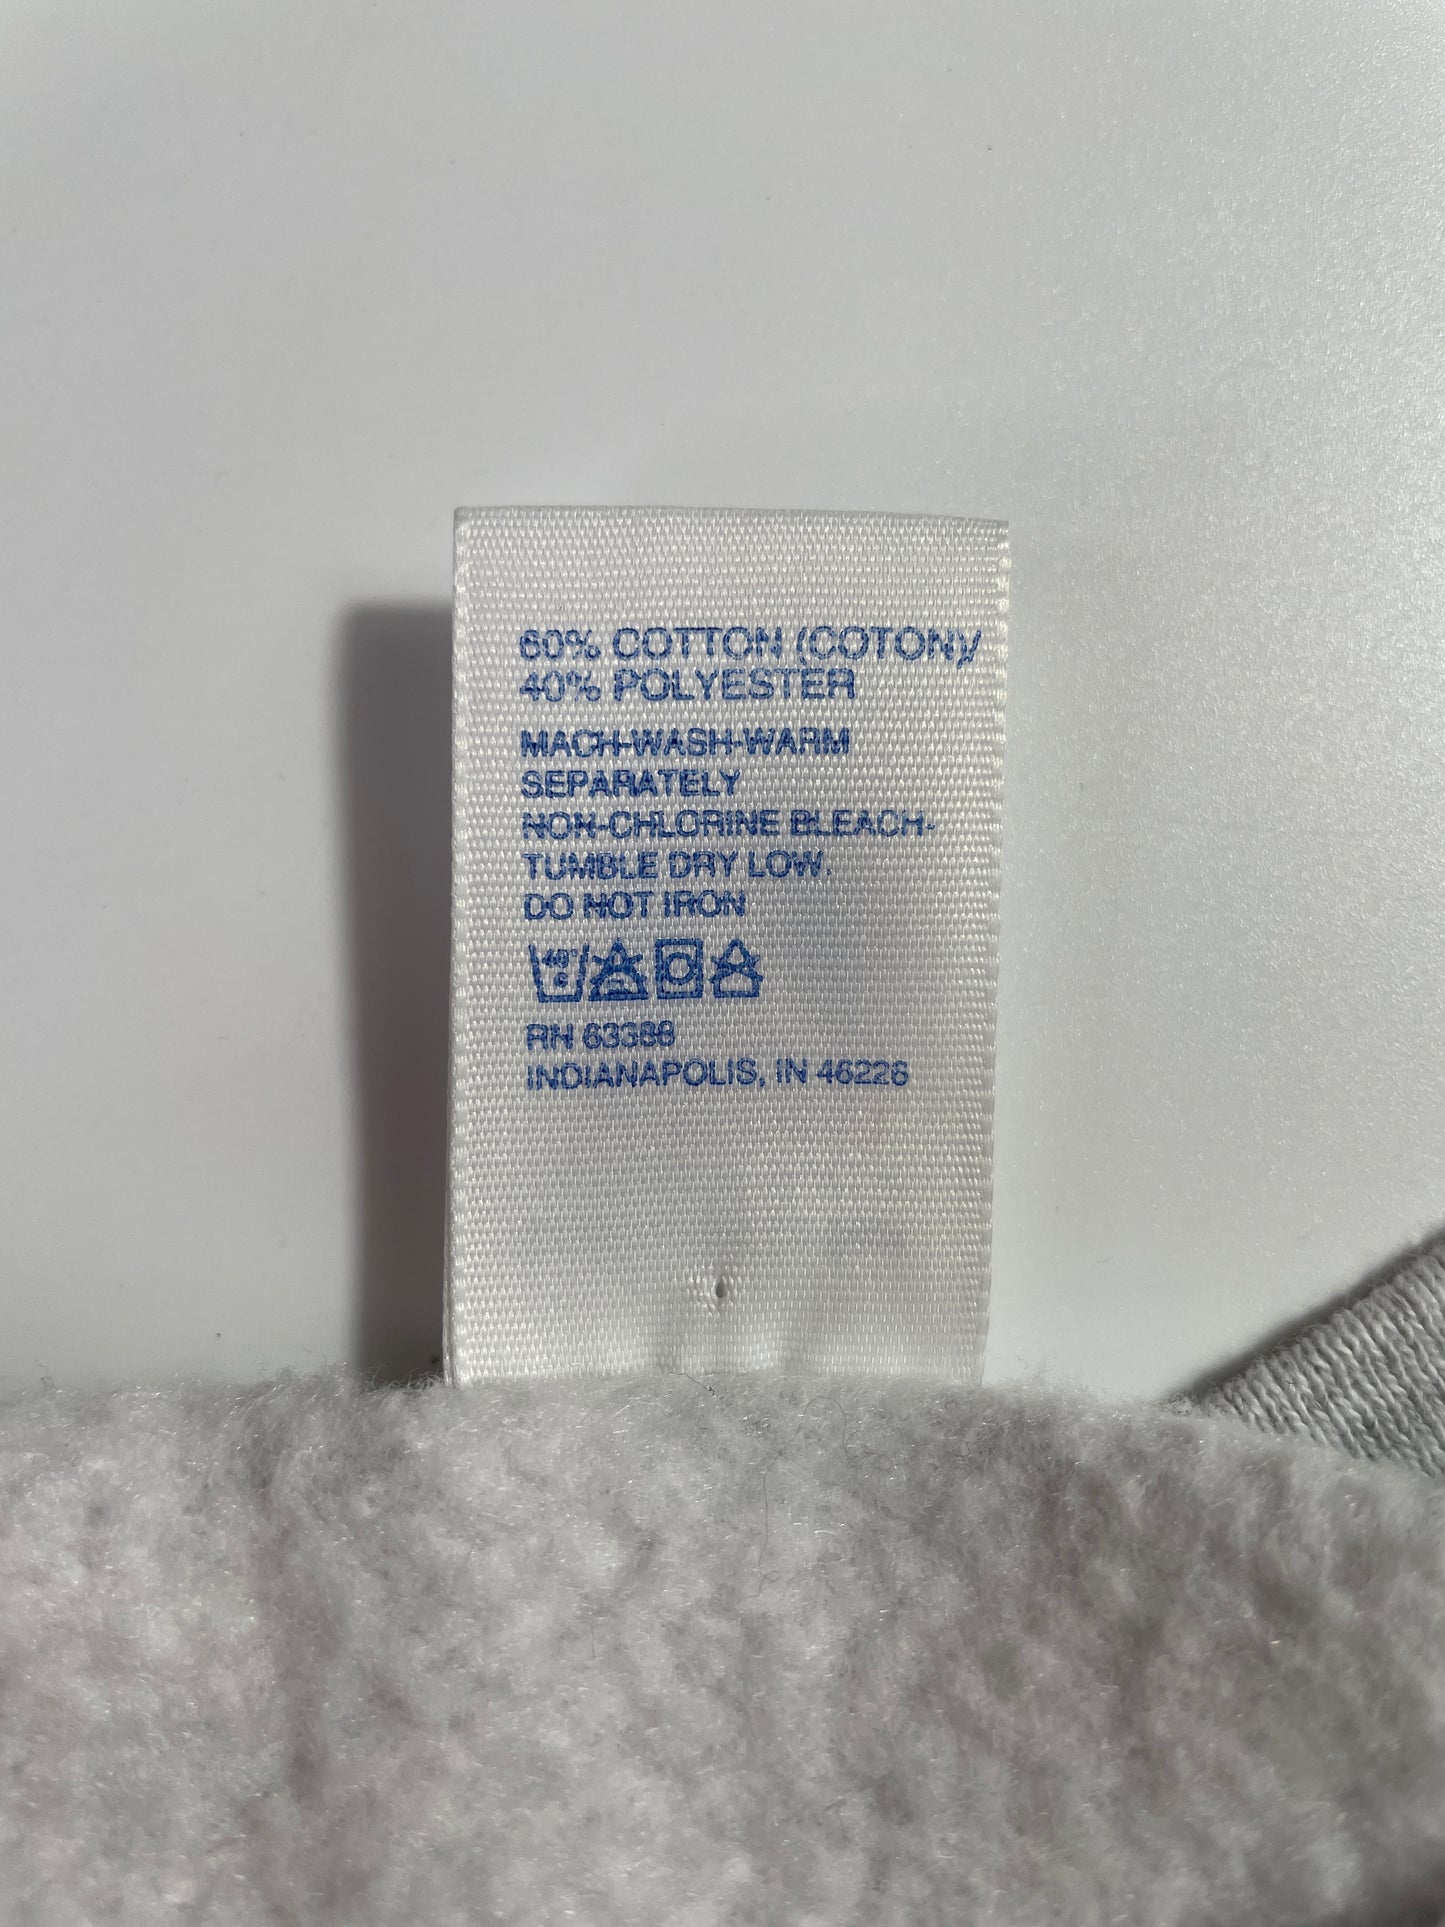 60% COTTON (COTON)/
40% POLYESTER
MACH-WASH-WARM
SEPARATELY
NON-CHLORINE BLEACH-
TUMBLE DRY LOW.
DO NOT IRON
40°
C
RN 63388
INDIANAPOLIS, IN 46226